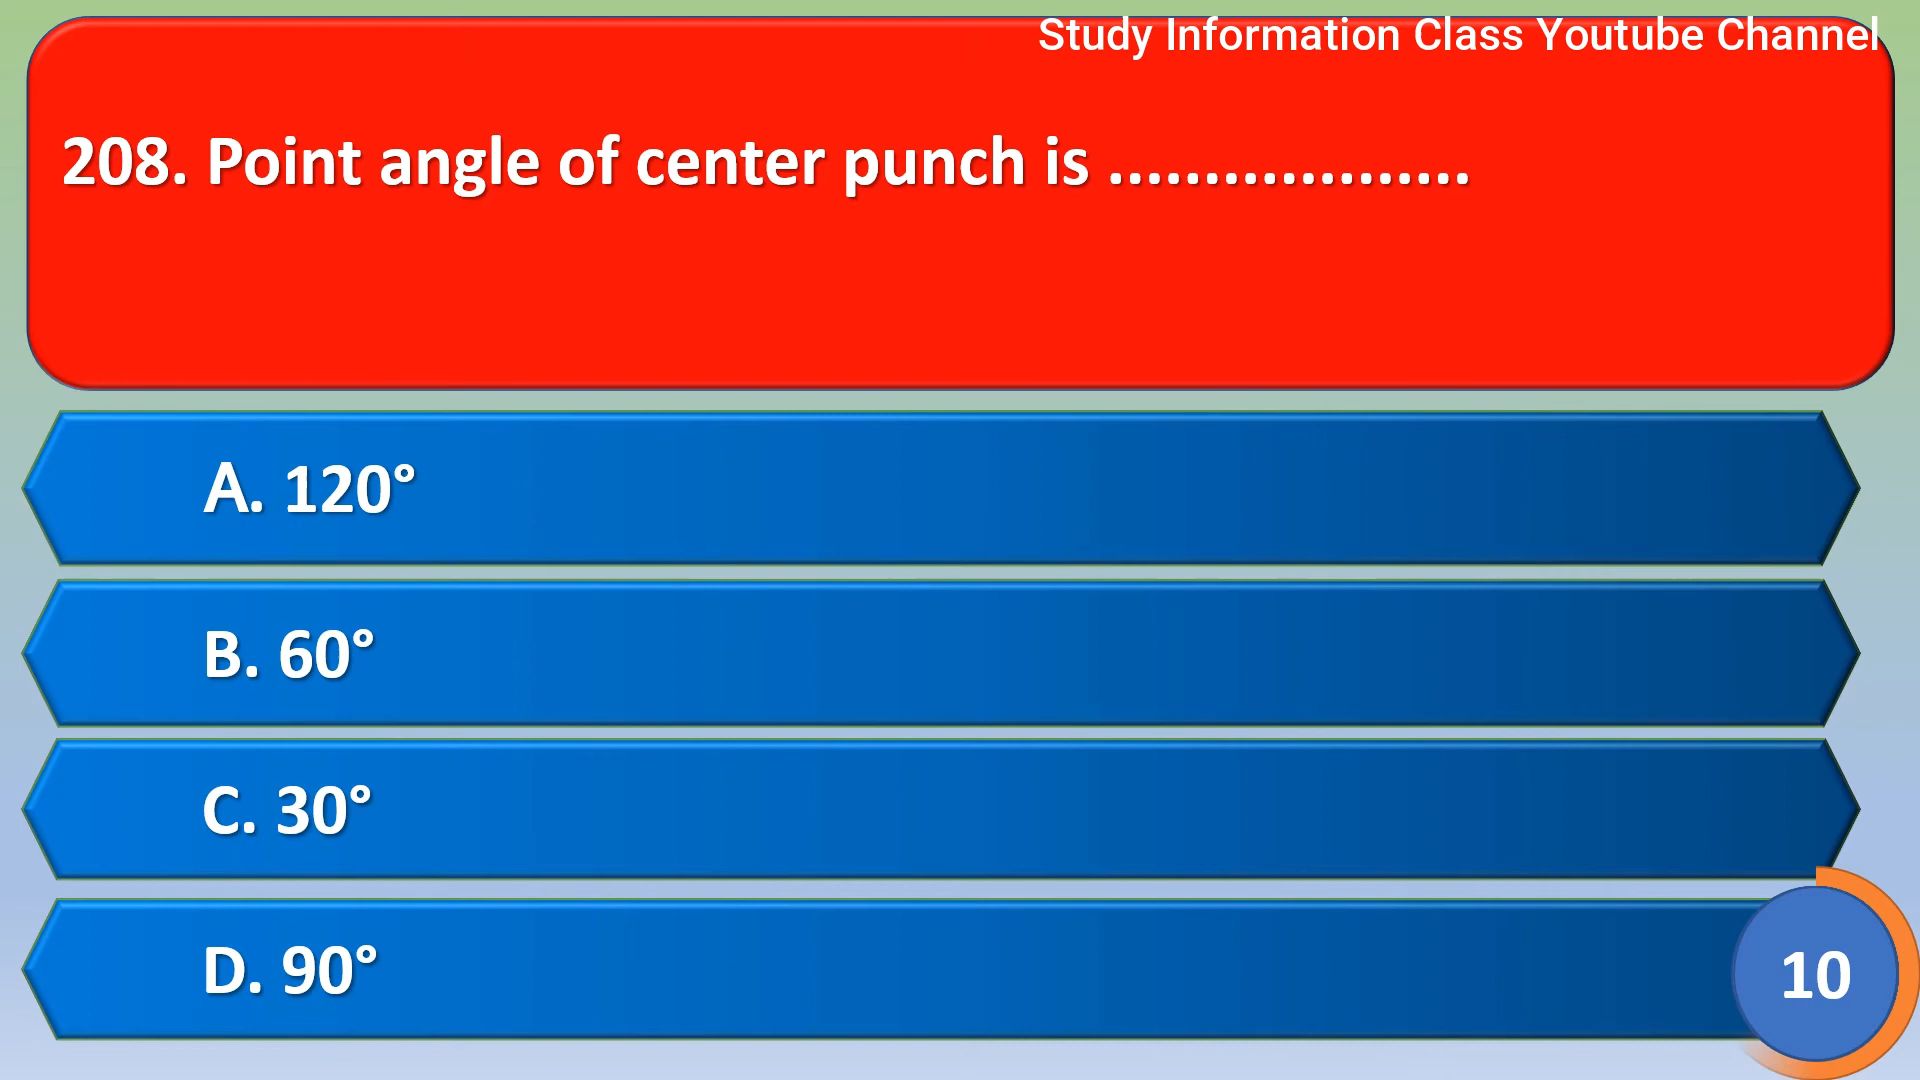 Study Information Class Youtube Channel
208. Point angle of center punch is ...................
A. 120°
B. 60°
C. 30°
D. 90°
10